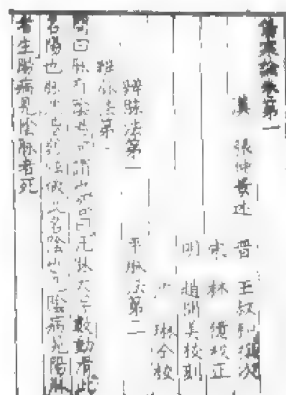 傷寒論卷第一
漢 張仲景述 晉 王叔和撰次
宋 林億校正
明 趙開美校刻
琳仝校
辨脉法第一 平脉法第二
辨脉法第一
問曰脉有陰陽何謂也答曰凡脉大浮數動滑此
名陽也脉沉濇弱弦微此名陰也凡陰病見陽脉
者生陽病見陰脉者死